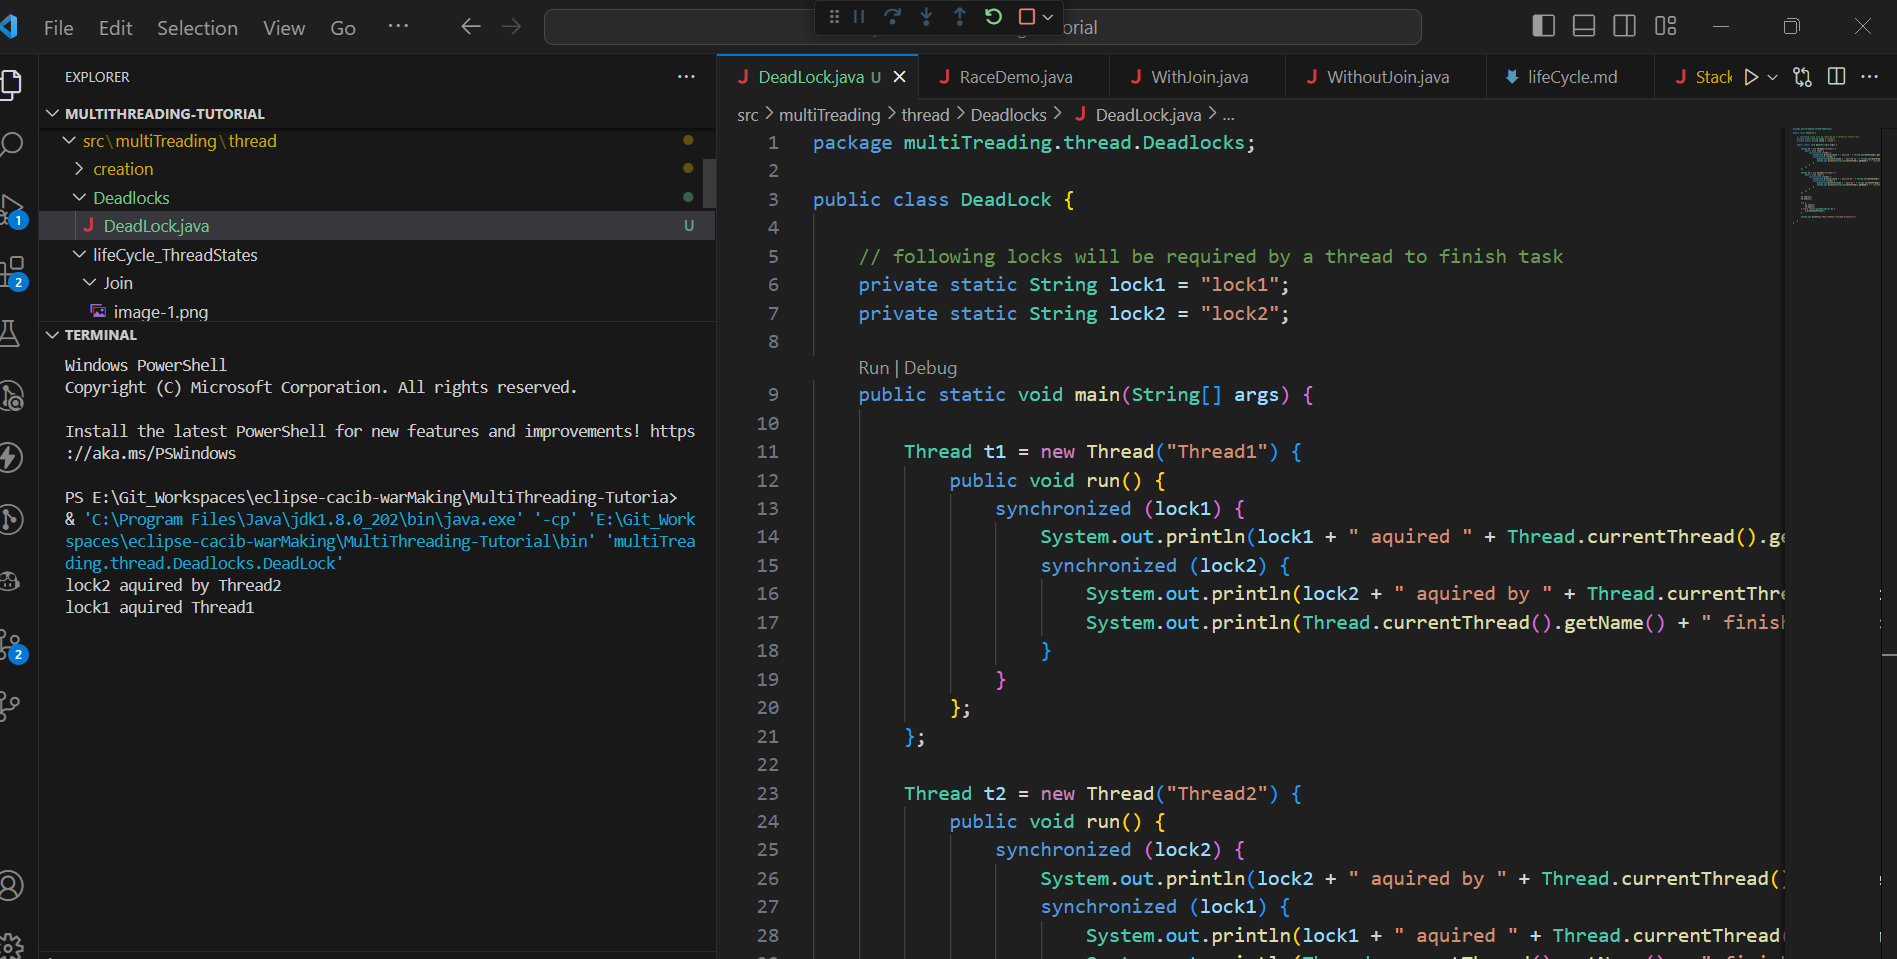 File Edit Selection View Go ···
orial
EXPLORER
MULTITHREADING-TUTORIAL
src\multiTreading\thread
creation
Deadlocks
DeadLock.java U
lifeCycle_ThreadStates
Join
image-1.png
1
2
2
TERMINAL
Windows PowerShell
Copyright (C) Microsoft Corporation. All rights reserved.
Install the latest PowerShell for new features and improvements! https
://aka.ms/PSWindows
PS E:\Git_Workspaces\eclipse-cacib-warMaking\MultiThreading-Tutoria>
& 'C:\Program Files\Java\jdk1.8.0_202\bin\java.exe' '-cp' 'E:\Git_Work
spaces\eclipse-cacib-warMaking\MultiThreading-Tutorial\bin' 'multiTrea
ding.thread.Deadlocks.DeadLock'
lock2 aquired by Thread2
lock1 aquired Thread1
DeadLock.java U RaceDemo.java WithJoin.java WithoutJoin.java lifeCycle.md Stack
src > multiTreading > thread > Deadlocks > DeadLock.java > ...
1 package multiTreading.thread.Deadlocks;
2
3 public class DeadLock {
4
5 // following locks will be required by a thread to finish task
6 private static String lock1 = "lock1";
7 private static String lock2 = "lock2";
8
Run | Debug
9 public static void main(String[] args) {
10
11 Thread t1 = new Thread("Thread1") {
12 public void run() {
13 synchronized (lock1) {
14 System.out.println(lock1 + " aquired " + Thread.currentThread().ge
15 synchronized (lock2) {
16 System.out.println(lock2 + " aquired by " + Thread.currentThre
17 System.out.println(Thread.currentThread().getName() + " finish
18 }
19 }
20 };
21 };
22
23 Thread t2 = new Thread("Thread2") {
24 public void run() {
25 synchronized (lock2) {
26 System.out.println(lock2 + " aquired by " + Thread.currentThread()
27 synchronized (lock1) {
28 System.out.println(lock1 + " aquired " + Thread.currentThread(